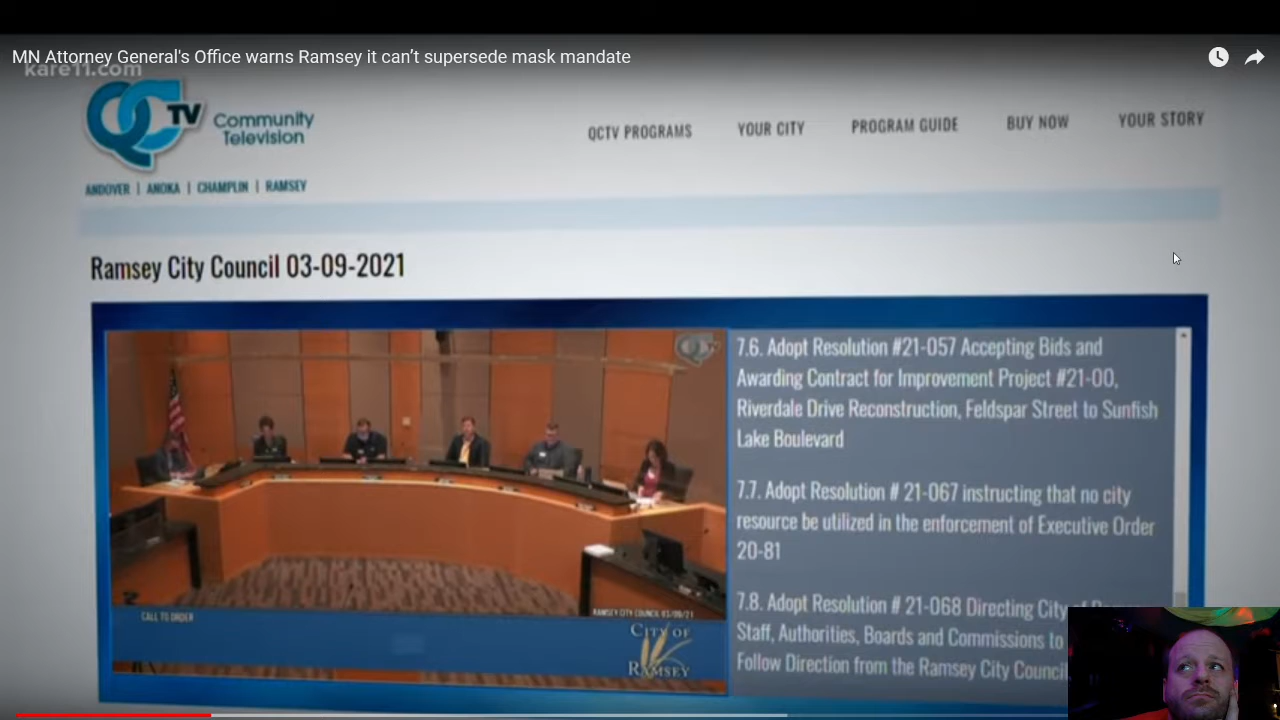 MN Attorney General's Office warns Ramsey it can’t supersede mask mandate
kare11.com
QCTV Community
Television
QCTV PROGRAMS
YOUR CITY
PROGRAM GUIDE
BUY NOW
YOUR STORY
ANDOVER | ANOKA | CHAMPLIN | RAMSEY
Ramsey City Council 03-09-2021
7.6. Adopt Resolution #21-057 Accepting Bids and
Awarding Contract for Improvement Project #21-00,
Riverdale Drive Reconstruction, Feldspar Street to Sunfish
Lake Boulevard
7.7. Adopt Resolution # 21-067 instructing that no city
resource be utilized in the enforcement of Executive Order
20-81
7.8. Adopt Resolution # 21-068 Directing City of
Staff, Authorities, Boards and Commissions to
Follow Direction from the Ramsey City Council
CALL TO ORDER
RAMSEY CITY COUNCIL 03/09/21
CITY OF
RAMSEY